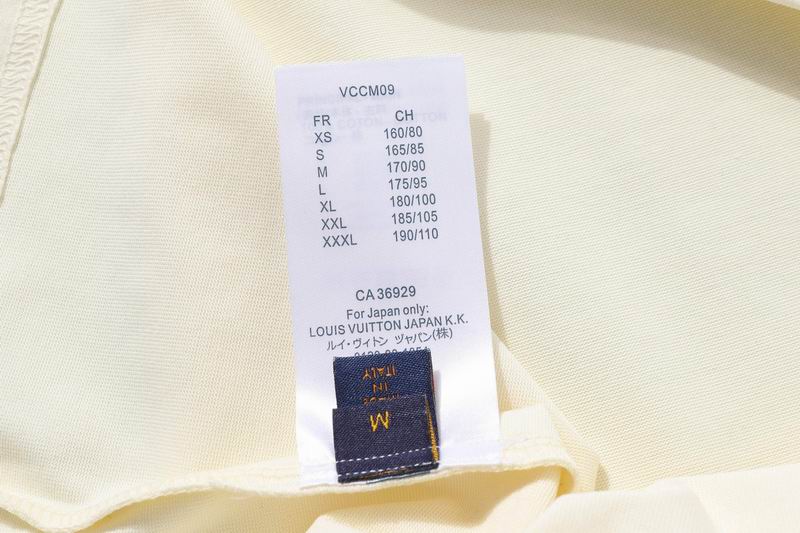 VCCM09
FR CH
XS 160/80
S 165/85
M 170/90
L 175/95
XL 180/100
XXL 185/105
XXXL 190/110
CA 36929
For Japan only:
LOUIS VUITTON JAPAN K.K.
ルイ・ヴィトン ジャパン(株)
ITALY
IN
M